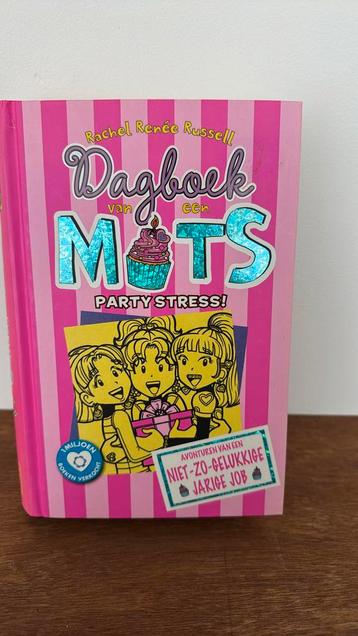 Rachel Renée Russell
Dagboek
van een
MUTS
PARTY STRESS!
1 MILJOEN
BOEKEN VERKOCHT
AVONTUREN VAN EEN
NIET-ZO-GELUKKIGE
JARIGE JOB